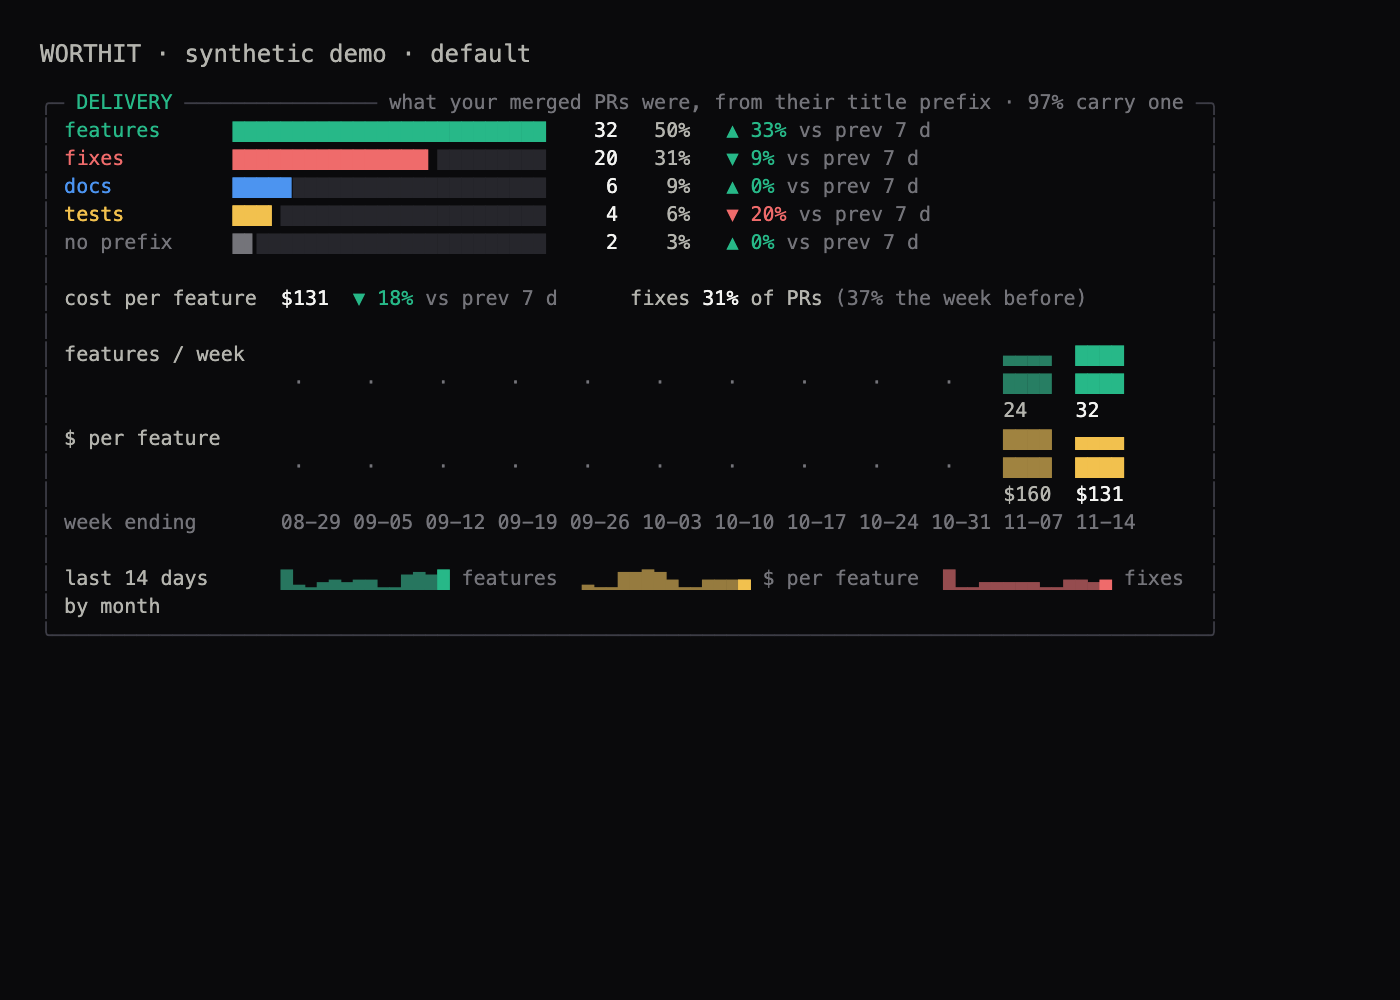 WORTHIT · synthetic demo · default
DELIVERY what your merged PRs were, from their title prefix · 97% carry one
features 32 50% ▲ 33% vs prev 7 d
fixes 20 31% ▼ 9% vs prev 7 d
docs 6 9% ▲ 0% vs prev 7 d
tests 4 6% ▼ 20% vs prev 7 d
no prefix 2 3% ▲ 0% vs prev 7 d
cost per feature $131 ▼ 18% vs prev 7 d fixes 31% of PRs (37% the week before)
features / week
24 32
$ per feature
$160 $131
week ending 08-29 09-05 09-12 09-19 09-26 10-03 10-10 10-17 10-24 10-31 11-07 11-14
last 14 days features $ per feature fixes
by month